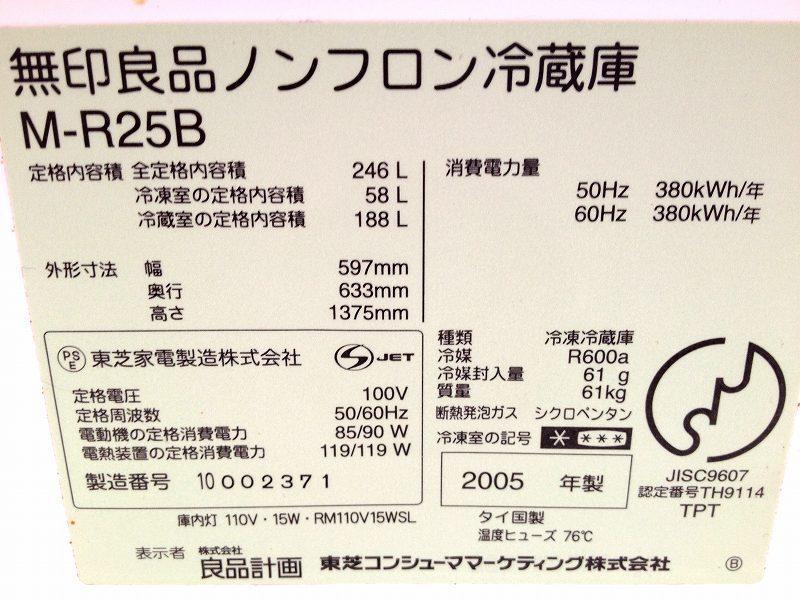 無印良品ノンフロン冷蔵庫
M-R25B
定格内容積 全定格内容積 246 L
冷凍室の定格内容積 58 L
冷蔵室の定格内容積 188 L
外形寸法 幅 597mm
奥行 633mm
高さ 1375mm
消費電力量
50Hz 380kWh/年
60Hz 380kWh/年
PSE 東芝家電製造株式会社 JET
定格電圧 100V
定格周波数 50/60Hz
電動機の定格消費電力 85/90 W
電熱装置の定格消費電力 119/119 W
製造番号 10002371
種類 冷凍冷蔵庫
冷媒 R600a
冷媒封入量 61 g
質量 61kg
断熱発泡ガス シクロペンタン
冷凍室の記号 * ***
2005 年製
JISC9607
認定番号TH9114
TPT
庫内灯 110V・15W・RM110V15WSL
タイ国製
温度ヒューズ 76℃
表示者 株式会社 良品計画 東芝コンシューママーケティング株式会社 Ⓑ